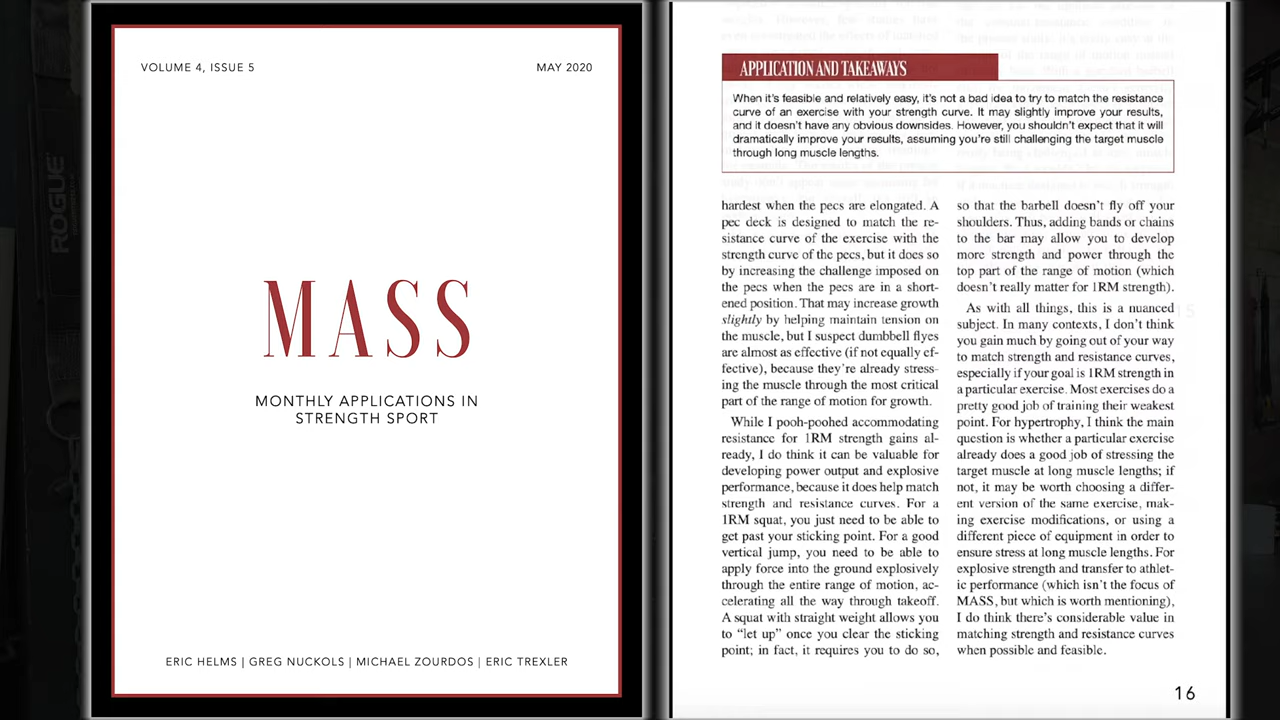 VOLUME 4, ISSUE 5
MAY 2020
MASS
MONTHLY APPLICATIONS IN
STRENGTH SPORT
ERIC HELMS | GREG NUCKOLS | MICHAEL ZOURDOS | ERIC TREXLER
ROGUE
APPLICATION AND TAKEAWAYS
When it's feasible and relatively easy, it's not a bad idea to try to match the resistance
curve of an exercise with your strength curve. It may slightly improve your results,
and it doesn't have any obvious downsides. However, you shouldn't expect that it will
dramatically improve your results, assuming you're still challenging the target muscle
through long muscle lengths.
hardest when the pecs are elongated. A
pec deck is designed to match the re-
sistance curve of the exercise with the
strength curve of the pecs, but it does so
by increasing the challenge imposed on
the pecs when the pecs are in a short-
ened position. That may increase growth
slightly by helping maintain tension on
the muscle, but I suspect dumbbell flyes
are almost as effective (if not equally ef-
fective), because they're already stress-
ing the muscle through the most critical
part of the range of motion for growth.
While I pooh-poohed accommodating
resistance for 1RM strength gains al-
ready, I do think it can be valuable for
developing power output and explosive
performance, because it does help match
strength and resistance curves. For a
1RM squat, you just need to be able to
get past your sticking point. For a good
vertical jump, you need to be able to
apply force into the ground explosively
through the entire range of motion, ac-
celerating all the way through takeoff.
A squat with straight weight allows you
to “let up” once you clear the sticking
point; in fact, it requires you to do so,
so that the barbell doesn't fly off your
shoulders. Thus, adding bands or chains
to the bar may allow you to develop
more strength and power through the
top part of the range of motion (which
doesn't really matter for 1RM strength).
As with all things, this is a nuanced
subject. In many contexts, I don't think
you gain much by going out of your way
to match strength and resistance curves,
especially if your goal is 1RM strength in
a particular exercise. Most exercises do a
pretty good job of training their weakest
point. For hypertrophy, I think the main
question is whether a particular exercise
already does a good job of stressing the
target muscle at long muscle lengths; if
not, it may be worth choosing a differ-
ent version of the same exercise, mak-
ing exercise modifications, or using a
different piece of equipment in order to
ensure stress at long muscle lengths. For
explosive strength and transfer to athlet-
ic performance (which isn't the focus of
MASS, but which is worth mentioning),
I do think there's considerable value in
matching strength and resistance curves
when possible and feasible.
15
16